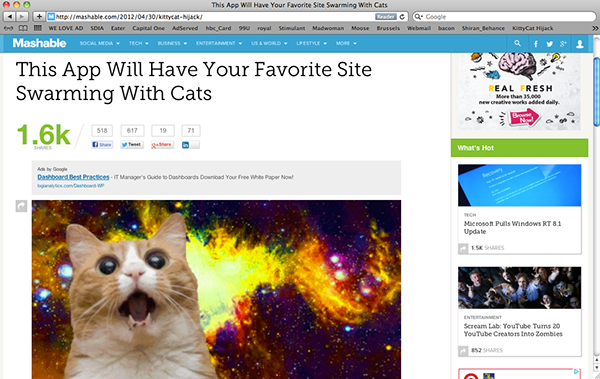 This App Will Have Your Favorite Site Swarming With Cats
http://mashable.com/2012/04/30/kittycat-hijack/
Reader
Google
WE LOVE AD SDIO Eater Capital One AdServed hbc_Card 99U royal Stimulant Madwoman Moose Brussels Webmail bacon Shiran_Behance KittyCat Hijack
Mashable
SOCIAL MEDIA TECH BUSINESS ENTERTAINMENT US & WORLD LIFESTYLE MORE
This App Will Have Your Favorite Site
Swarming With Cats
1.6k
SHARES
518 617 19 71
Share Tweet Share in
Ads by Google
Dashboard Best Practices - IT Manager's Guide to Dashboards Download Your Free White Paper Now!
logianalytics.com/Dashboard-WP
REAL FRESH
More than 35,000
new creative works added daily.
Browse Now!
What's Hot
Recovery
TECH
Microsoft Pulls Windows RT 8.1
Update
1.5K SHARES
ENTERTAINMENT
Scream Lab: YouTube Turns 20
YouTube Creators Into Zombies
852 SHARES